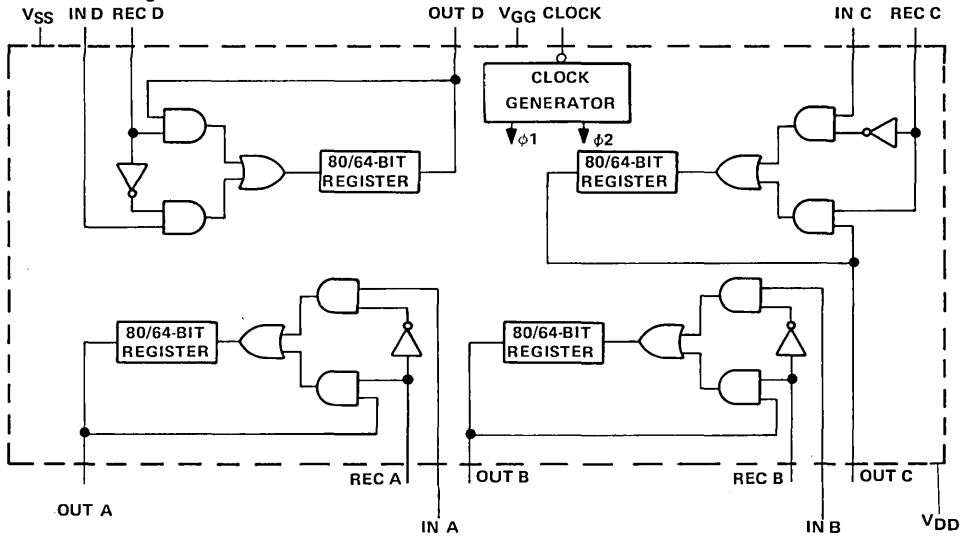 VSS IN D REC D OUT D VGG CLOCK IN C REC C
CLOCK
GENERATOR
ϕ1 ϕ2
80/64-BIT
REGISTER
80/64-BIT
REGISTER
80/64-BIT
REGISTER
80/64-BIT
REGISTER
OUT A REC A IN A OUT B REC B IN B OUT C VDD